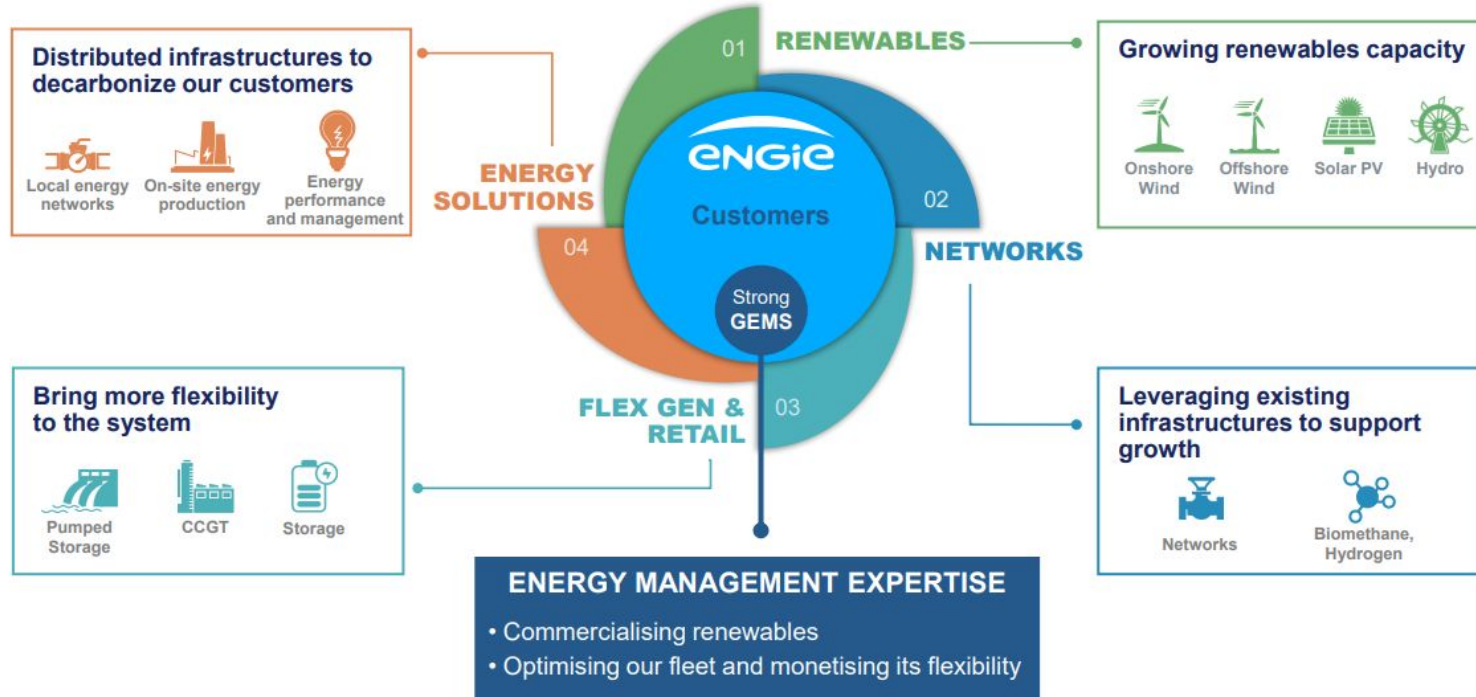 Distributed infrastructures to
decarbonize our customers
Local energy
networks
On-site energy
production
Energy
performance
and management
01
RENEWABLES
Growing renewables capacity
Onshore
Wind
Offshore
Wind
Solar PV
Hydro
ENERGY
SOLUTIONS
ENGIE
Customers
02
NETWORKS
04
Strong
GEMS
Bring more flexibility
to the system
Pumped
Storage
CCGT
Storage
FLEX GEN &
RETAIL
03
Leveraging existing
infrastructures to support
growth
Networks
Biomethane,
Hydrogen
ENERGY MANAGEMENT EXPERTISE
• Commercialising renewables
• Optimising our fleet and monetising its flexibility